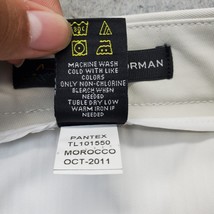 ORMAN
MACHINE WASH
COLD WITH LIKE
COLORS
ONLY NON-CHLORINE
BLEACH WHEN
NEEDED
TUBLE DRY LOW
WARM IRON IF
NEEDED
PANTEX
TL101550
MOROCCO
OCT-2011